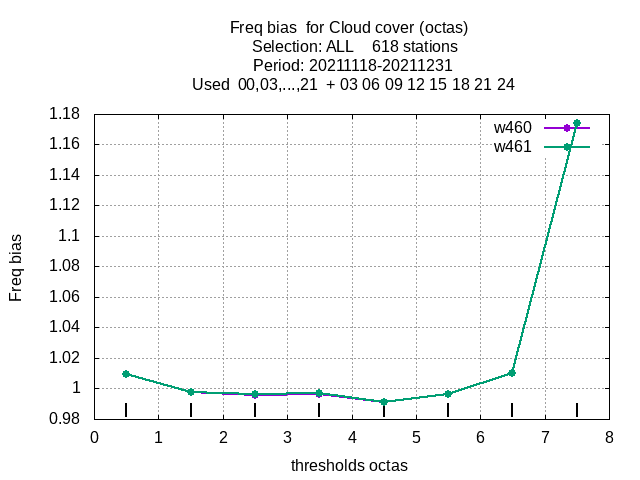 Freq bias  for Cloud cover (octas)
Selection: ALL    618 stations
Period: 20211118-20211231
Used  00,03,...,21  + 03 06 09 12 15 18 21 24
w460
w461
1.18
1.16
1.14
1.12
1.1
1.08
1.06
1.04
1.02
1
0.98
Freq bias
0 1 2 3 4 5 6 7 8
thresholds octas